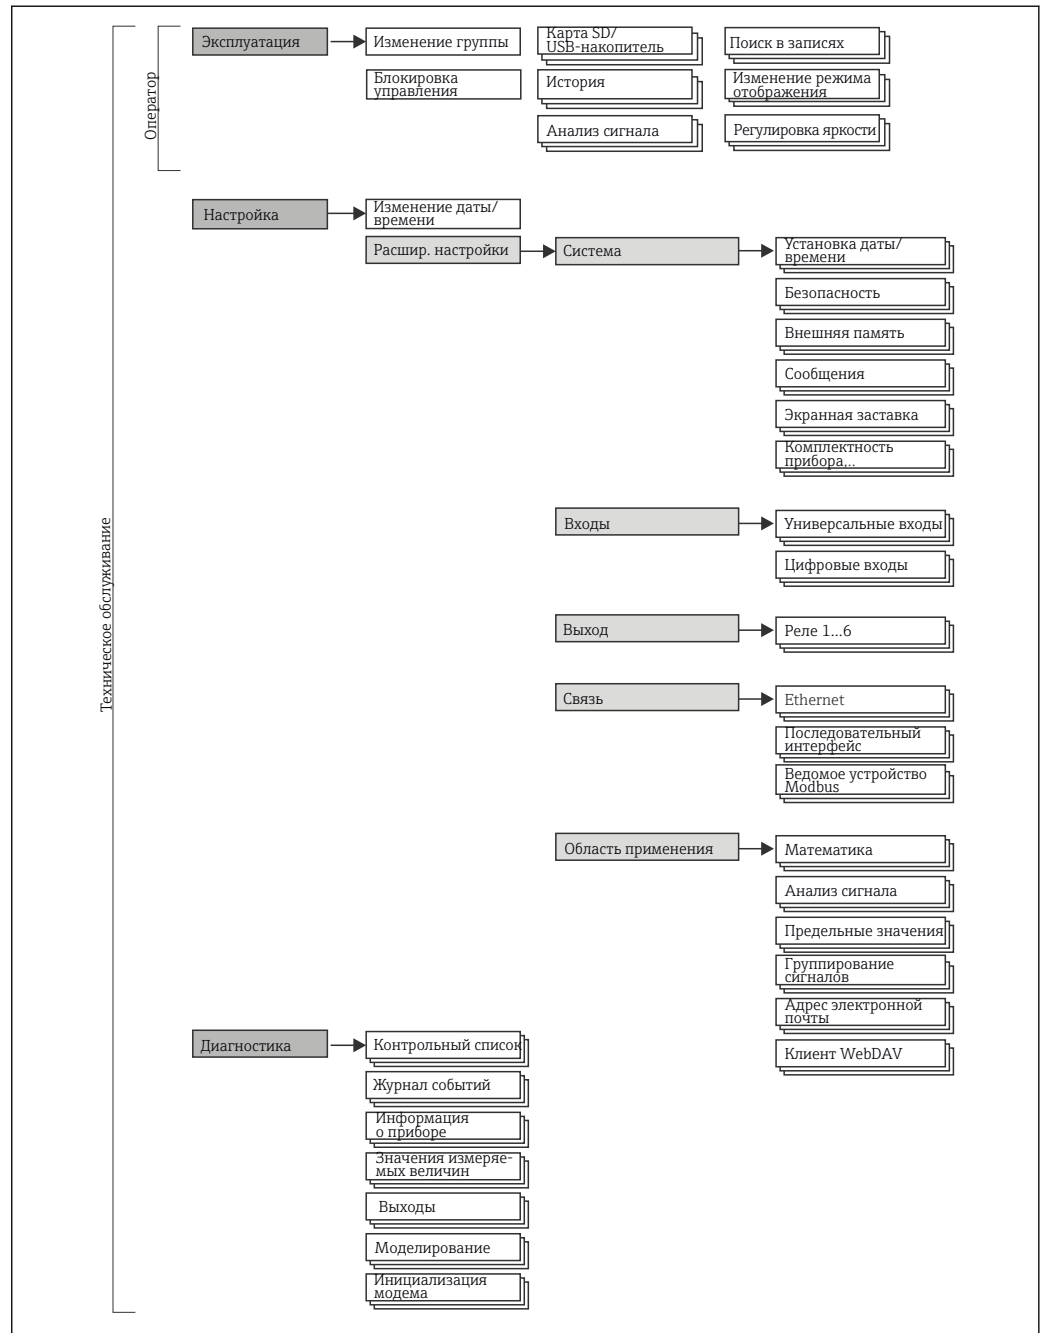 Оператор
Техническое обслуживание
Эксплуатация
Изменение группы
Блокировка
управления
Карта SD/
USB-накопитель
История
Анализ сигнала
Поиск в записях
Изменение режима
отображения
Регулировка яркости
Настройка
Изменение даты/
времени
Расшир. настройки
Система
Установка даты/
времени
Безопасность
Внешняя память
Сообщения
Экранная заставка
Комплектность
прибора,..
Входы
Универсальные входы
Цифровые входы
Выход
Реле 1...6
Связь
Ethernet
Последовательный
интерфейс
Ведомое устройство
Modbus
Область применения
Математика
Анализ сигнала
Предельные значения
Группирование
сигналов
Адрес электронной
почты
Клиент WebDAV
Диагностика
Контрольный список
Журнал событий
Информация
о приборе
Значения измеряе-
мых величин
Выходы
Моделирование
Инициализация
модема